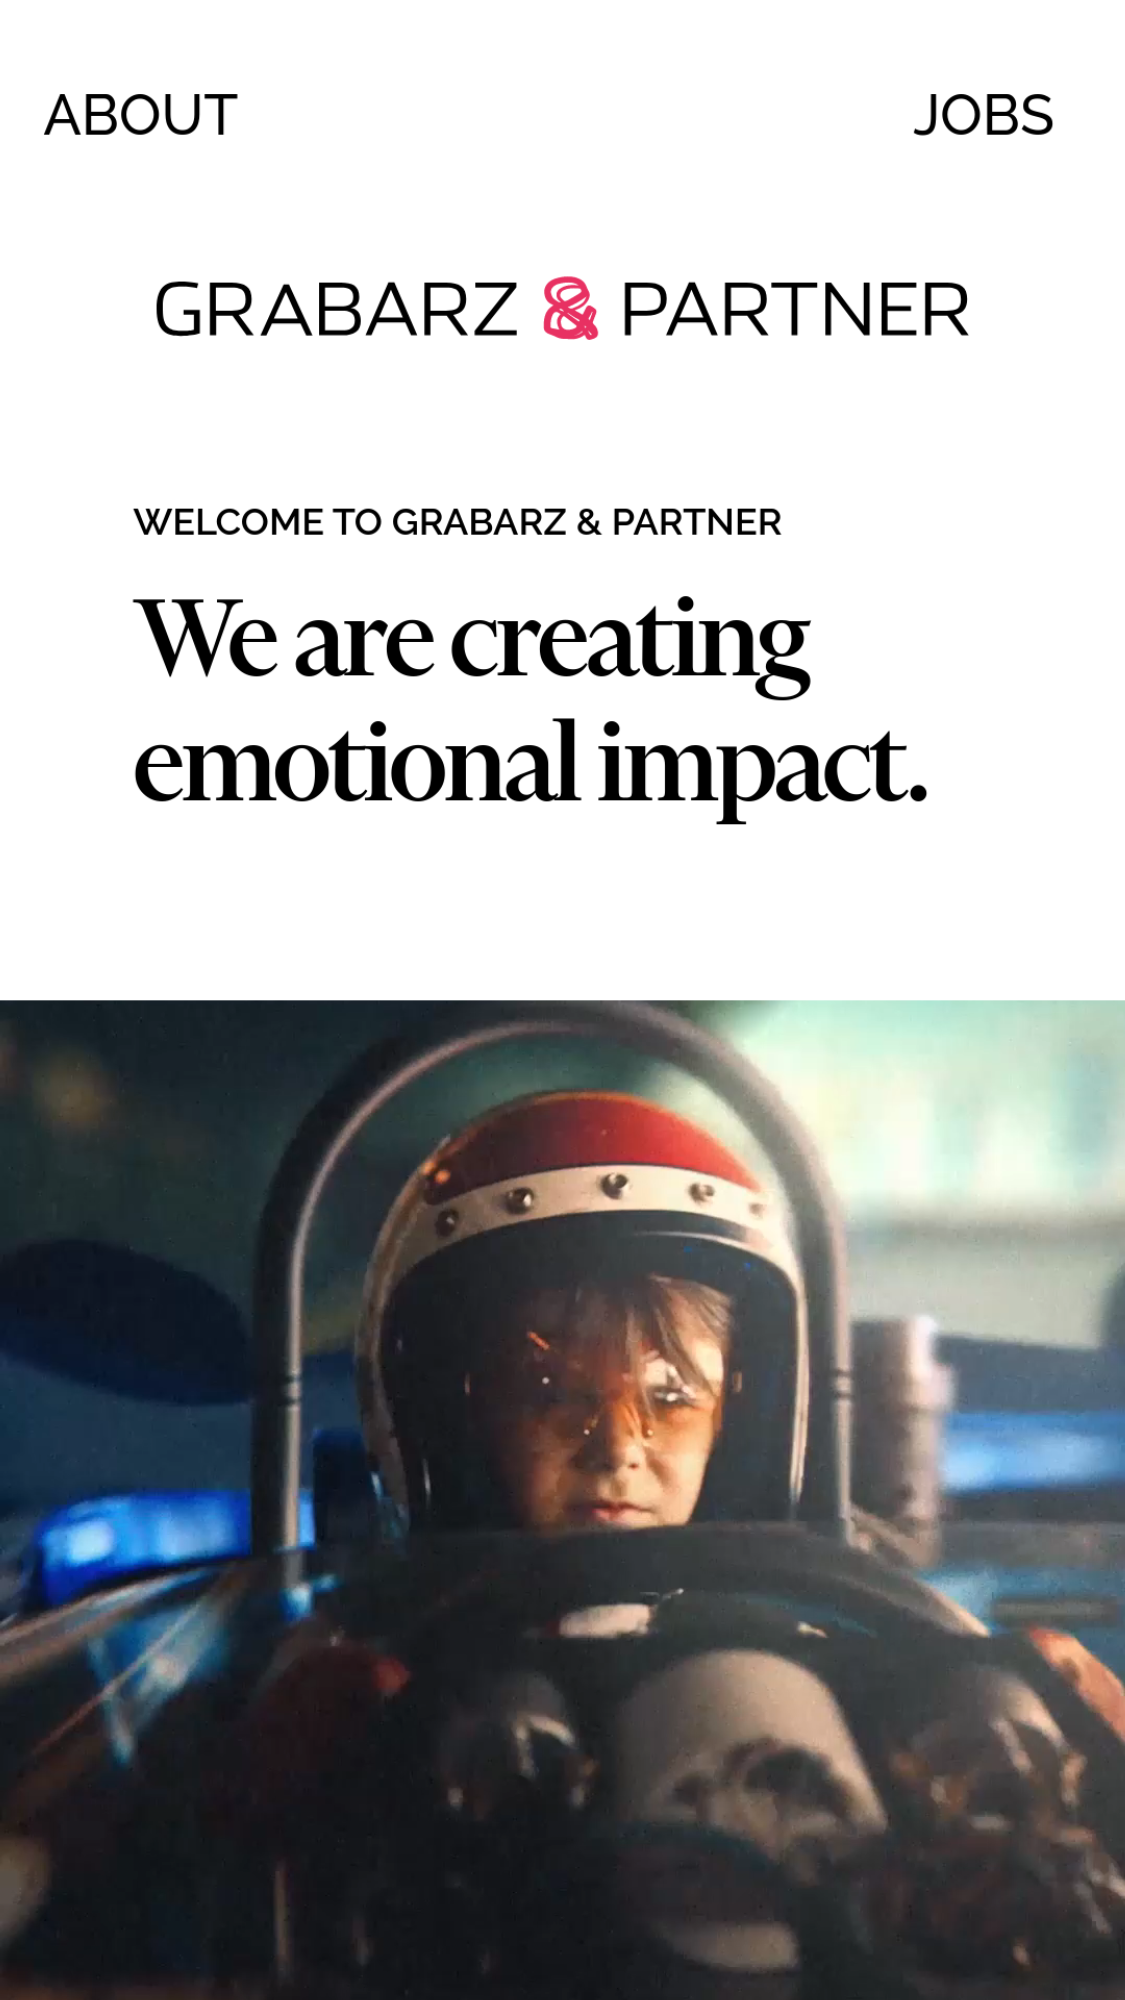 ABOUT
JOBS
GRABARZ & PARTNER
WELCOME TO GRABARZ & PARTNER
We are creating
emotional impact.